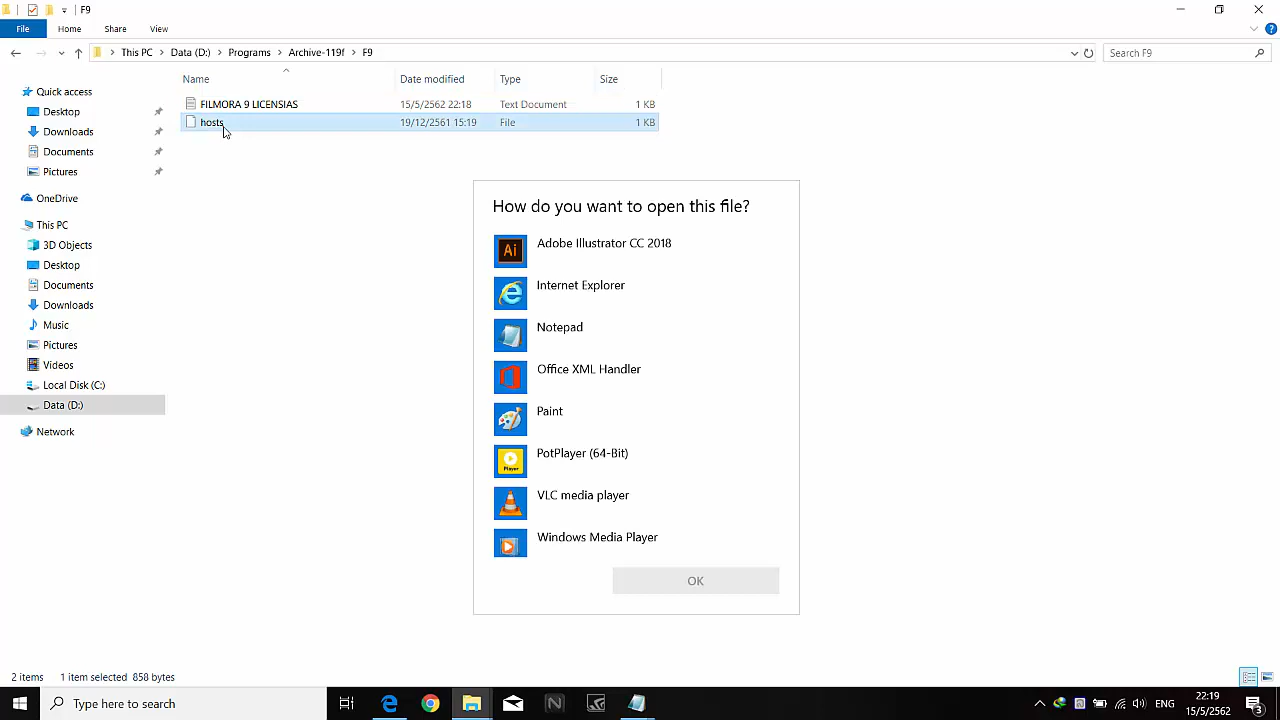 F9
File Home Share View
This PC Data (D:) Programs Archive-119f F9 Search F9
Name Date modified Type Size
FILMORA 9 LICENSIAS 15/5/2562 22:18 Text Document 1 KB
hosts 19/12/2561 15:19 File 1 KB
Quick access
Desktop
Downloads
Documents
Pictures
OneDrive
This PC
3D Objects
Desktop
Documents
Downloads
Music
Pictures
Videos
Local Disk (C:)
Data (D:)
Network
How do you want to open this file?
Ai Adobe Illustrator CC 2018
Internet Explorer
Notepad
Office XML Handler
Paint
PotPlayer (64-Bit)
Player
VLC media player
Windows Media Player
OK
2 items 1 item selected 858 bytes
Type here to search
ENG
22:19
15/5/2562
3